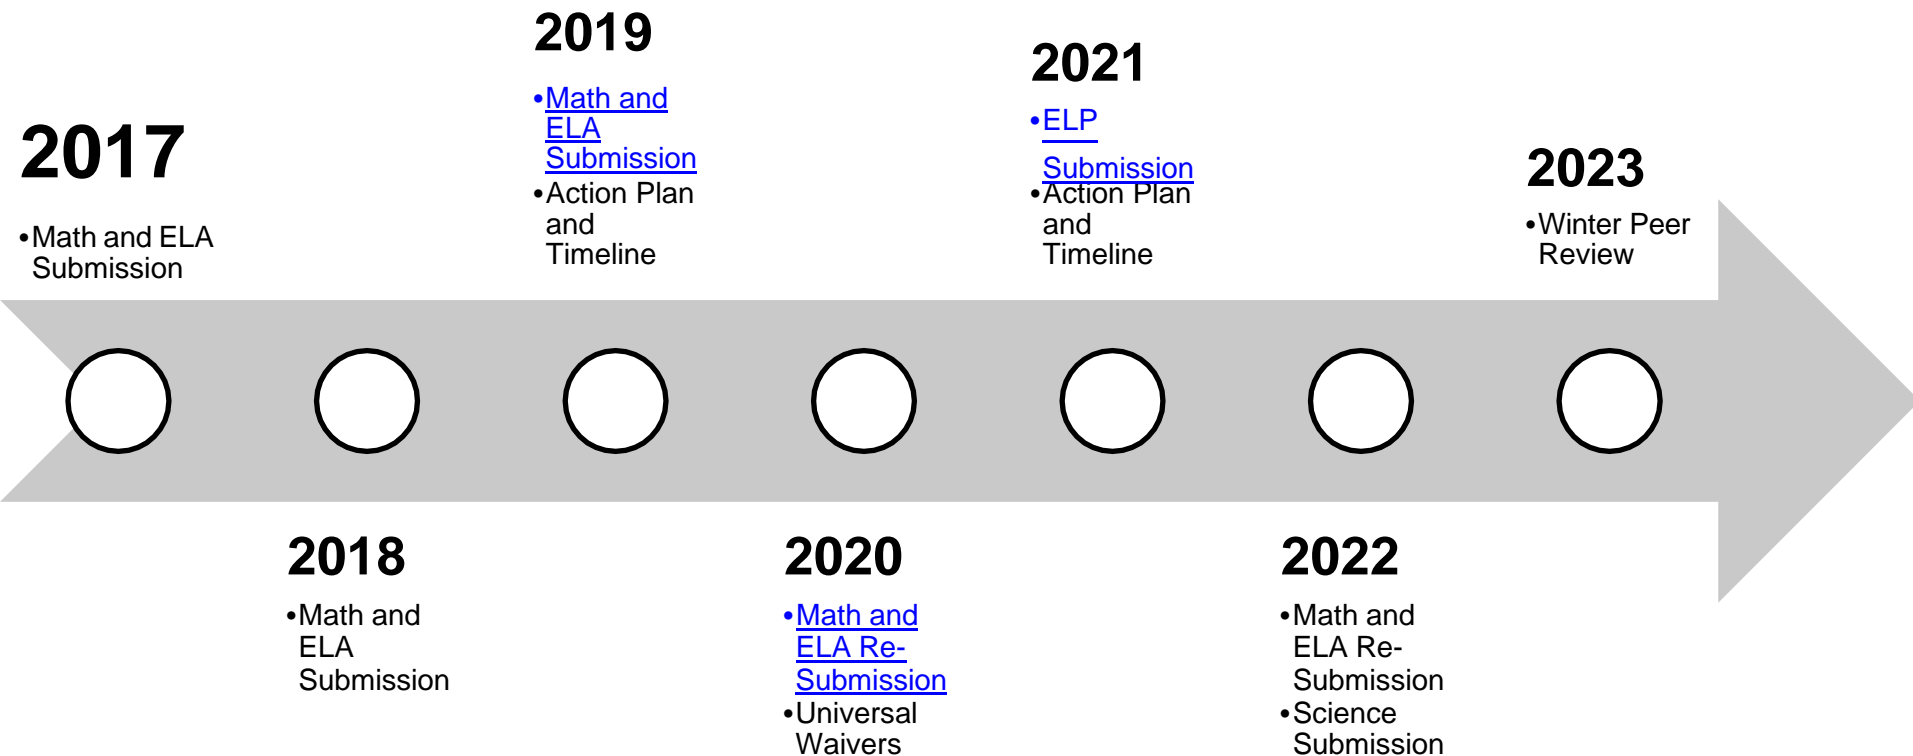 2017
•Math and ELA
Submission
2018
•Math and
ELA
Submission
2019
•Math and
ELA
Submission
•Action Plan
and
Timeline
2020
•Math and
ELA Re-
Submission
•Universal
Waivers
2021
•ELP
Submission
•Action Plan
and
Timeline
2022
•Math and
ELA Re-
Submission
•Science
Submission
2023
•Winter Peer
Review